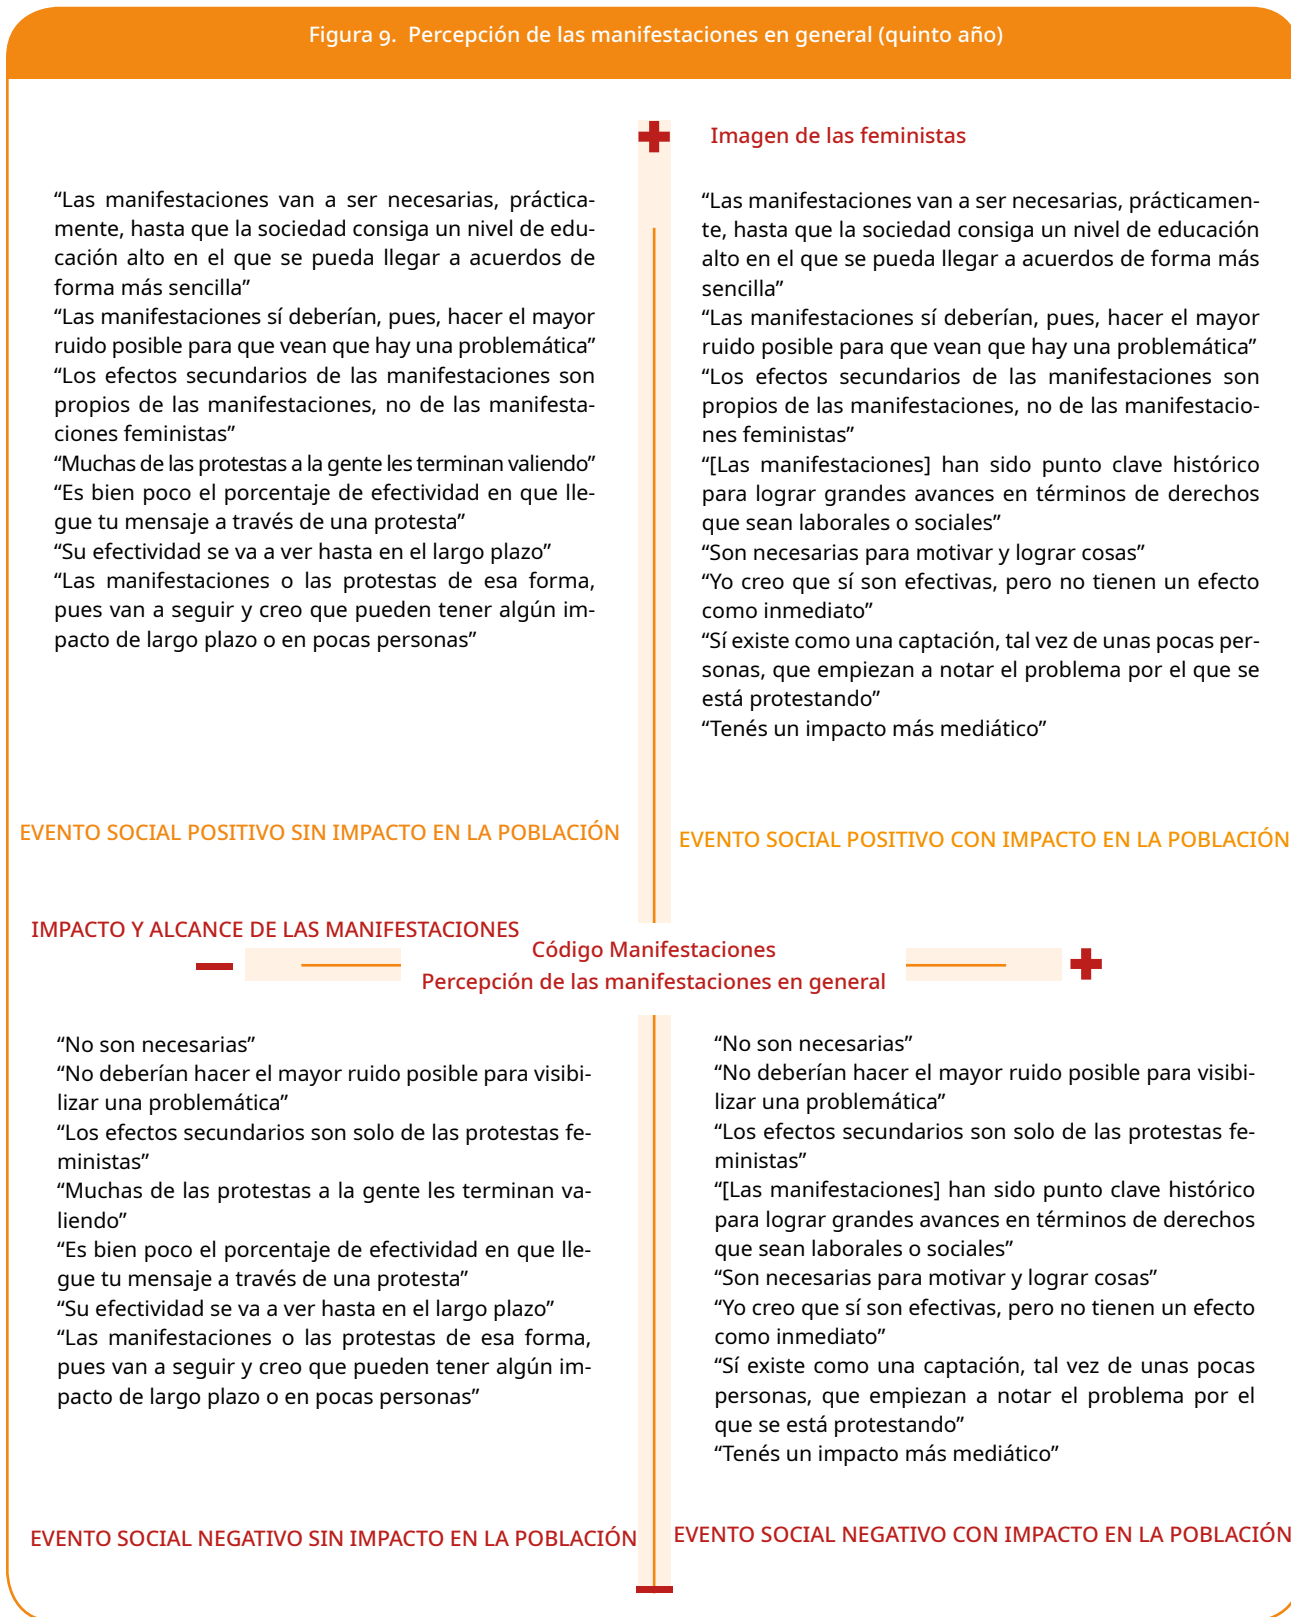 Figura 9. Percepción de las manifestaciones en general (quinto año)
Imagen de las feministas
“Las manifestaciones van a ser necesarias, práctica-
mente, hasta que la sociedad consiga un nivel de edu-
cación alto en el que se pueda llegar a acuerdos de
forma más sencilla”
“Las manifestaciones sí deberían, pues, hacer el mayor
ruido posible para que vean que hay una problemática”
“Los efectos secundarios de las manifestaciones son
propios de las manifestaciones, no de las manifesta-
ciones feministas”
“Muchas de las protestas a la gente les terminan valiendo”
“Es bien poco el porcentaje de efectividad en que lle-
gue tu mensaje a través de una protesta”
“Su efectividad se va a ver hasta en el largo plazo”
“Las manifestaciones o las protestas de esa forma,
pues van a seguir y creo que pueden tener algún im-
pacto de largo plazo o en pocas personas”
EVENTO SOCIAL POSITIVO SIN IMPACTO EN LA POBLACIÓN
“Las manifestaciones van a ser necesarias, prácticamen-
te, hasta que la sociedad consiga un nivel de educación
alto en el que se pueda llegar a acuerdos de forma más
sencilla”
“Las manifestaciones sí deberían, pues, hacer el mayor
ruido posible para que vean que hay una problemática”
“Los efectos secundarios de las manifestaciones son
propios de las manifestaciones, no de las manifestacio-
nes feministas”
“[Las manifestaciones] han sido punto clave histórico
para lograr grandes avances en términos de derechos
que sean laborales o sociales”
“Son necesarias para motivar y lograr cosas”
“Yo creo que sí son efectivas, pero no tienen un efecto
como inmediato”
“Sí existe como una captación, tal vez de unas pocas per-
sonas, que empiezan a notar el problema por el que se
está protestando”
“Tenés un impacto más mediático”
EVENTO SOCIAL POSITIVO CON IMPACTO EN LA POBLACIÓN
IMPACTO Y ALCANCE DE LAS MANIFESTACIONES
Código Manifestaciones
Percepción de las manifestaciones en general
“No son necesarias”
“No deberían hacer el mayor ruido posible para visibi-
lizar una problemática”
“Los efectos secundarios son solo de las protestas fe-
ministas”
“Muchas de las protestas a la gente les terminan va-
liendo”
“Es bien poco el porcentaje de efectividad en que lle-
gue tu mensaje a través de una protesta”
“Su efectividad se va a ver hasta en el largo plazo”
“Las manifestaciones o las protestas de esa forma,
pues van a seguir y creo que pueden tener algún im-
pacto de largo plazo o en pocas personas”
EVENTO SOCIAL NEGATIVO SIN IMPACTO EN LA POBLACIÓN
“No son necesarias”
“No deberían hacer el mayor ruido posible para visibi-
lizar una problemática”
“Los efectos secundarios son solo de las protestas fe-
ministas”
“[Las manifestaciones] han sido punto clave histórico
para lograr grandes avances en términos de derechos
que sean laborales o sociales”
“Son necesarias para motivar y lograr cosas”
“Yo creo que sí son efectivas, pero no tienen un efecto
como inmediato”
“Sí existe como una captación, tal vez de unas pocas
personas, que empiezan a notar el problema por el
que se está protestando”
“Tenés un impacto más mediático”
EVENTO SOCIAL NEGATIVO CON IMPACTO EN LA POBLACIÓN